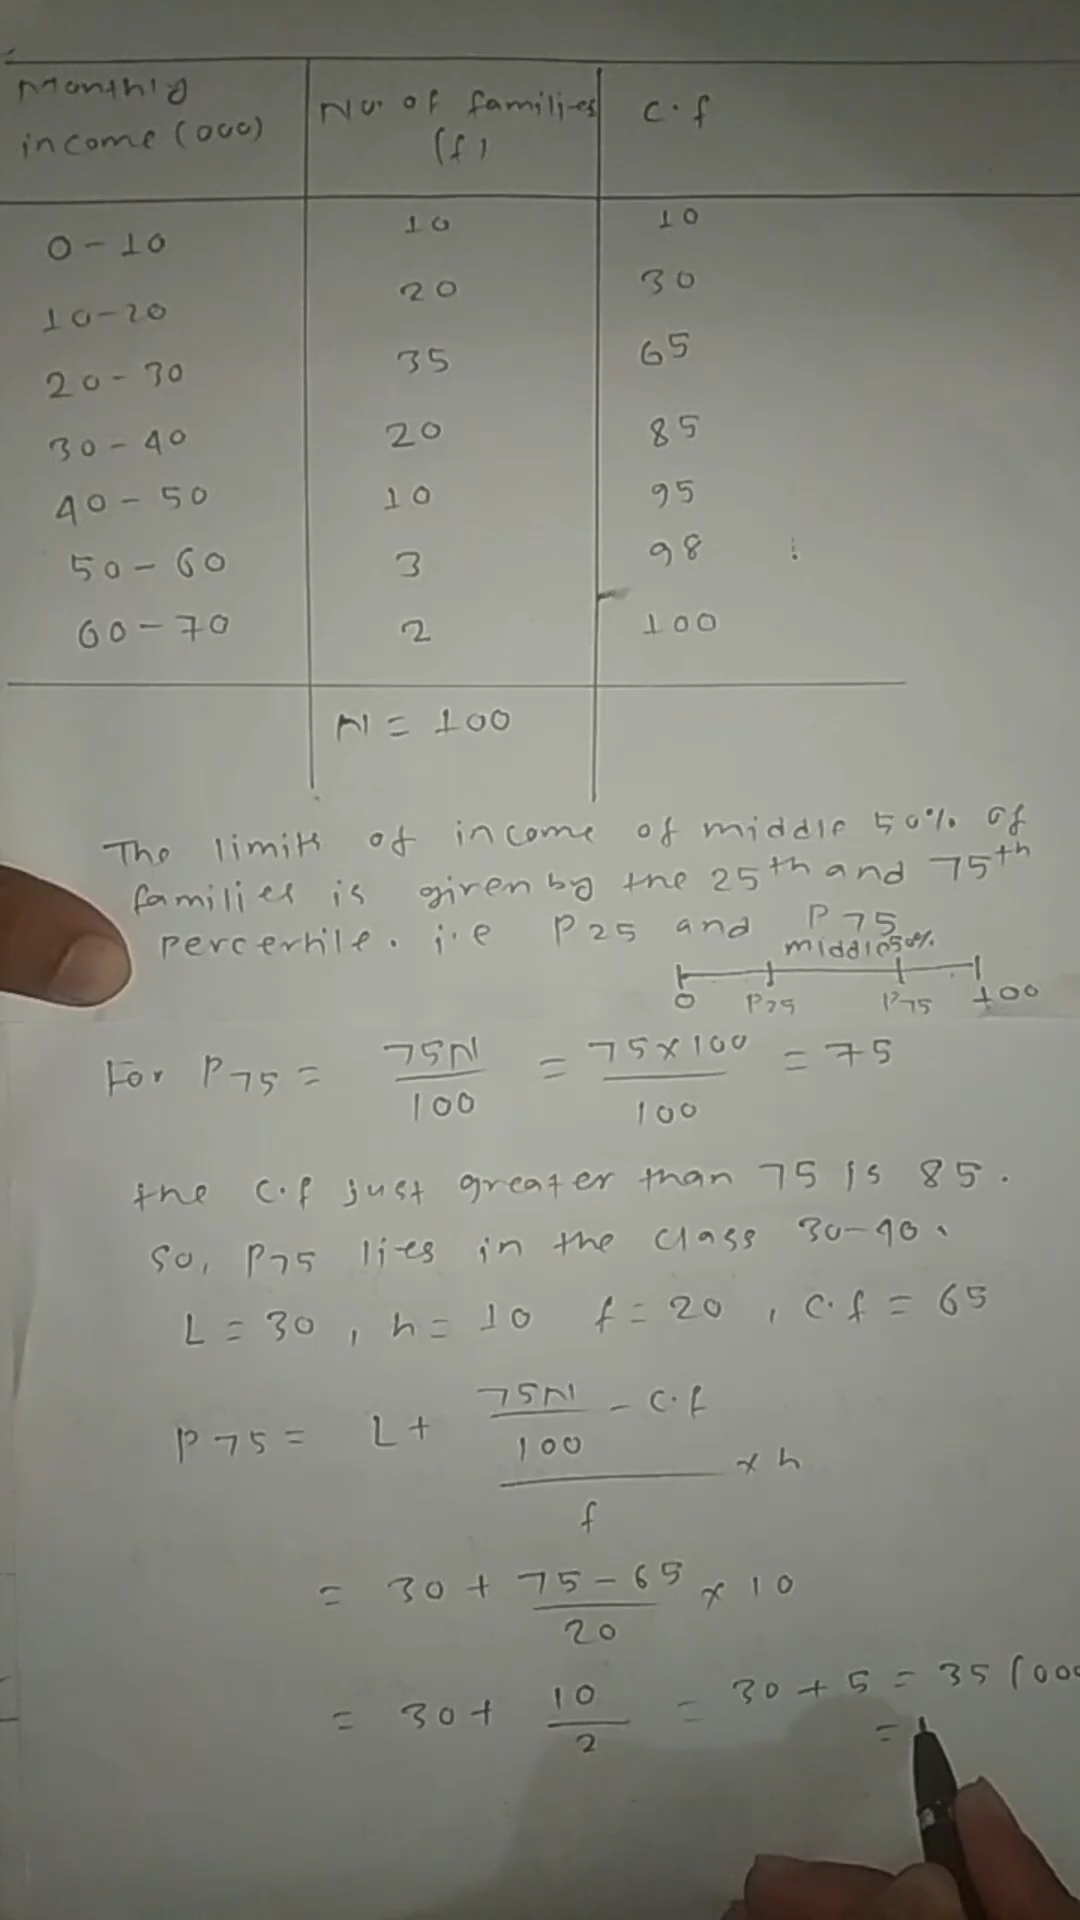 Monthly income (000) | No. of families (f) | c.f
0-10 10 10
10-20 20 30
20-30 35 65
30-40 20 85
40-50 10 95
50-60 3 98
60-70 2 100
N = 100
The limits of income of middle 50% of
families is given by the 25th and 75th
percentile. i.e P25 and P75
middle 50%
0 P25 P75 100
For P75 = 75N/100 = 75×100/100 = 75
the c.f just greater than 75 is 85.
So, P75 lies in the class 30-40.
L = 30, h = 10 f = 20, c.f = 65
P75 = L + (75N/100 - c.f)/f × h
= 30 + 75-65/20 × 10
= 30 + 10/2 = 30 + 5 = 35 (000
=